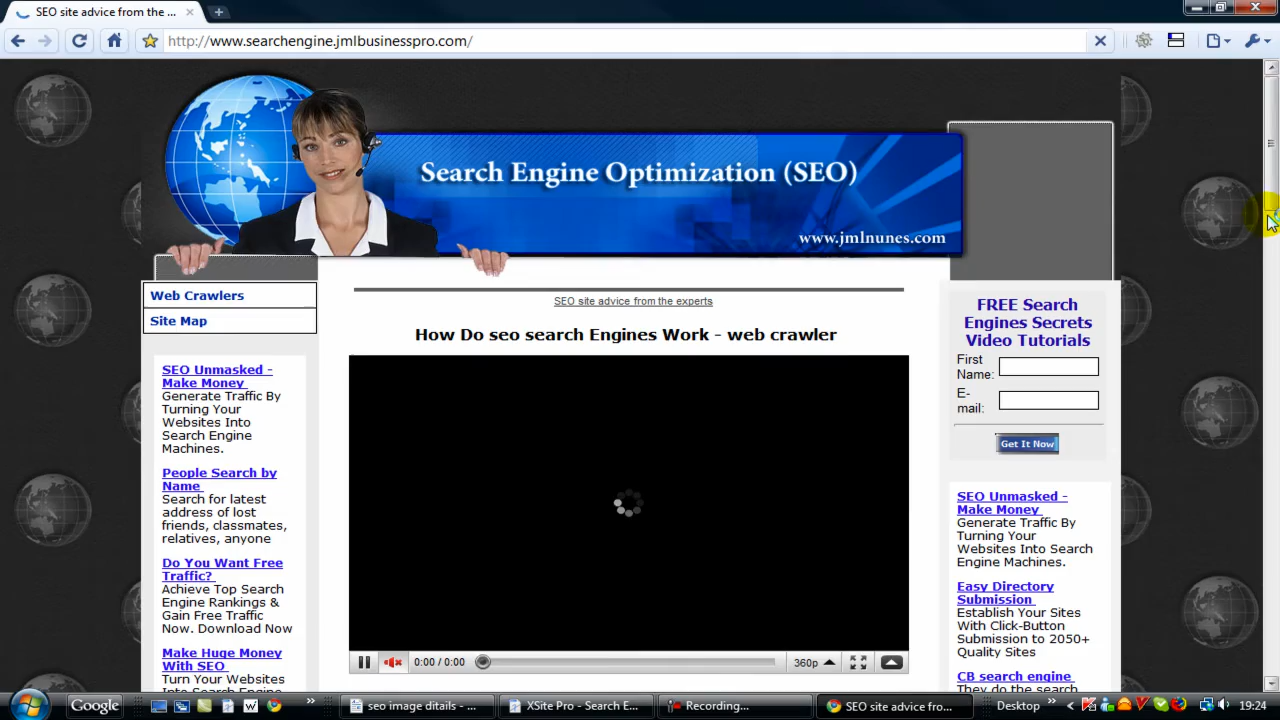 SEO site advice from the ...
http://www.searchengine.jmlbusinesspro.com/
Search Engine Optimization (SEO)
www.jmlnunes.com
Web Crawlers
Site Map
SEO Unmasked -
Make Money
Generate Traffic By
Turning Your
Websites Into
Search Engine
Machines.
People Search by
Name
Search for latest
address of lost
friends, classmates,
relatives, anyone
Do You Want Free
Traffic?
Achieve Top Search
Engine Rankings &
Gain Free Traffic
Now. Download Now
Make Huge Money
With SEO
Turn Your Websites
SEO site advice from the experts
How Do seo search Engines Work - web crawler
0:00 / 0:00
360p
FREE Search
Engines Secrets
Video Tutorials
First
Name:
E-
mail:
Get It Now
SEO Unmasked -
Make Money
Generate Traffic By
Turning Your
Websites Into Search
Engine Machines.
Easy Directory
Submission
Establish Your Sites
With Click-Button
Submission to 2050+
Quality Sites
CB search engine
They do the search
Google
seo image ditails - ...
XSite Pro - Search E...
Recording...
SEO site advice fro...
Desktop
19:24